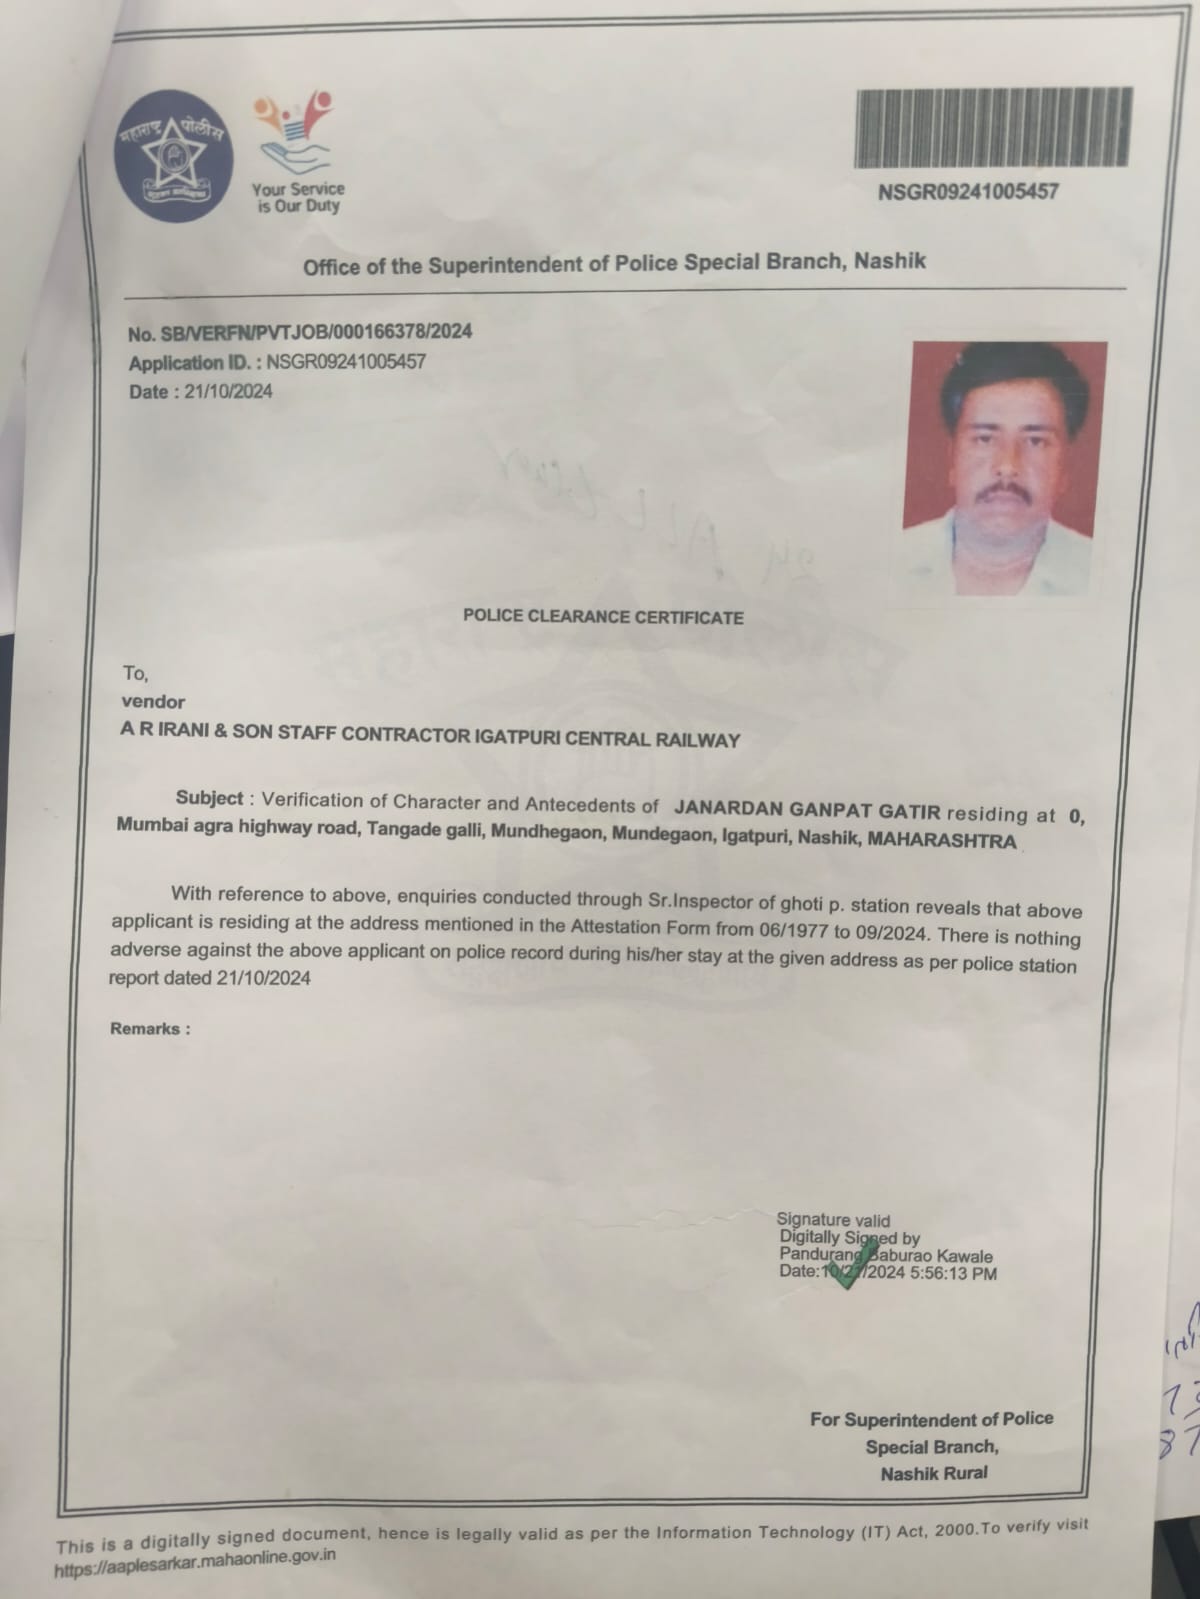 महाराष्ट्र पोलीस
Your Service
is Our Duty
NSGR09241005457
Office of the Superintendent of Police Special Branch, Nashik
No. SB/VERFN/PVTJOB/000166378/2024
Application ID. : NSGR09241005457
Date : 21/10/2024
POLICE CLEARANCE CERTIFICATE
To,
vendor
A R IRANI & SON STAFF CONTRACTOR IGATPURI CENTRAL RAILWAY
Subject : Verification of Character and Antecedents of JANARDAN GANPAT GATIR residing at 0,
Mumbai agra highway road, Tangade galli, Mundhegaon, Mundegaon, Igatpuri, Nashik, MAHARASHTRA
With reference to above, enquiries conducted through Sr.Inspector of ghoti p. station reveals that above
applicant is residing at the address mentioned in the Attestation Form from 06/1977 to 09/2024. There is nothing
adverse against the above applicant on police record during his/her stay at the given address as per police station
report dated 21/10/2024
Remarks :
Signature valid
Digitally Signed by
Pandurang Baburao Kawale
Date:10/21/2024 5:56:13 PM
For Superintendent of Police
Special Branch,
Nashik Rural
This is a digitally signed document, hence is legally valid as per the Information Technology (IT) Act, 2000.To verify visit
https://aaplesarkar.mahaonline.gov.in